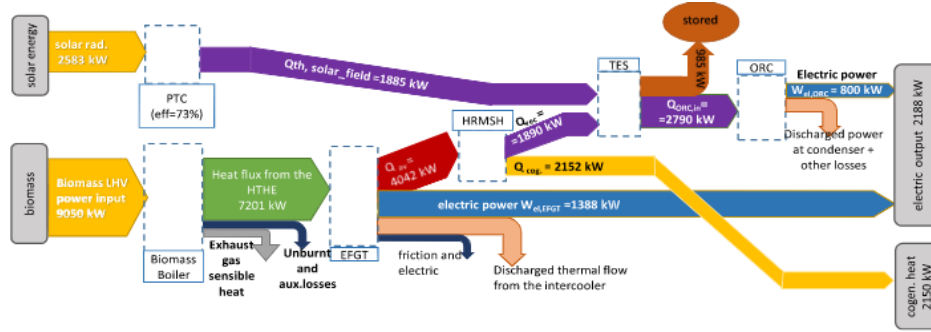 solar energy
solar rad.
2583 kW
PTC
(eff=73%)
Qth, solar_field =1885 kW
stored
985 kW
TES
ORC
Electric power
Wel,ORC = 800 kW
QORC,in=
=2790 kW
Discharged power
at condenser +
other losses
electric output 2188 kW
HRMSH
= 1890 kW
4042 kW
Q cog. = 2152 kW
biomass
Biomass LHV
power input
9050 kW
Heat flux from the
HTHE
7201 kW
electric power Wel,EFGT =1388 kW
Biomass
Boiler
Exhaust
gas
sensible
heat
Unburnt
and
aux.losses
EFGT
friction and
electric
Discharged thermal flow
from the intercooler
cogen. heat
2150 kW